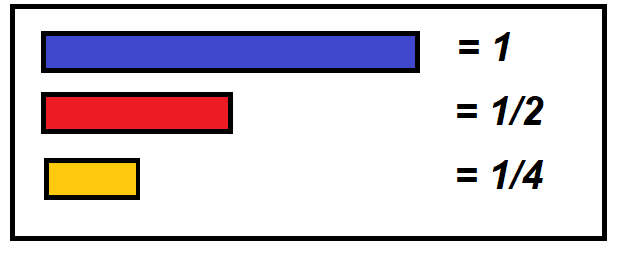 = 1
= 1/2
= 1/4